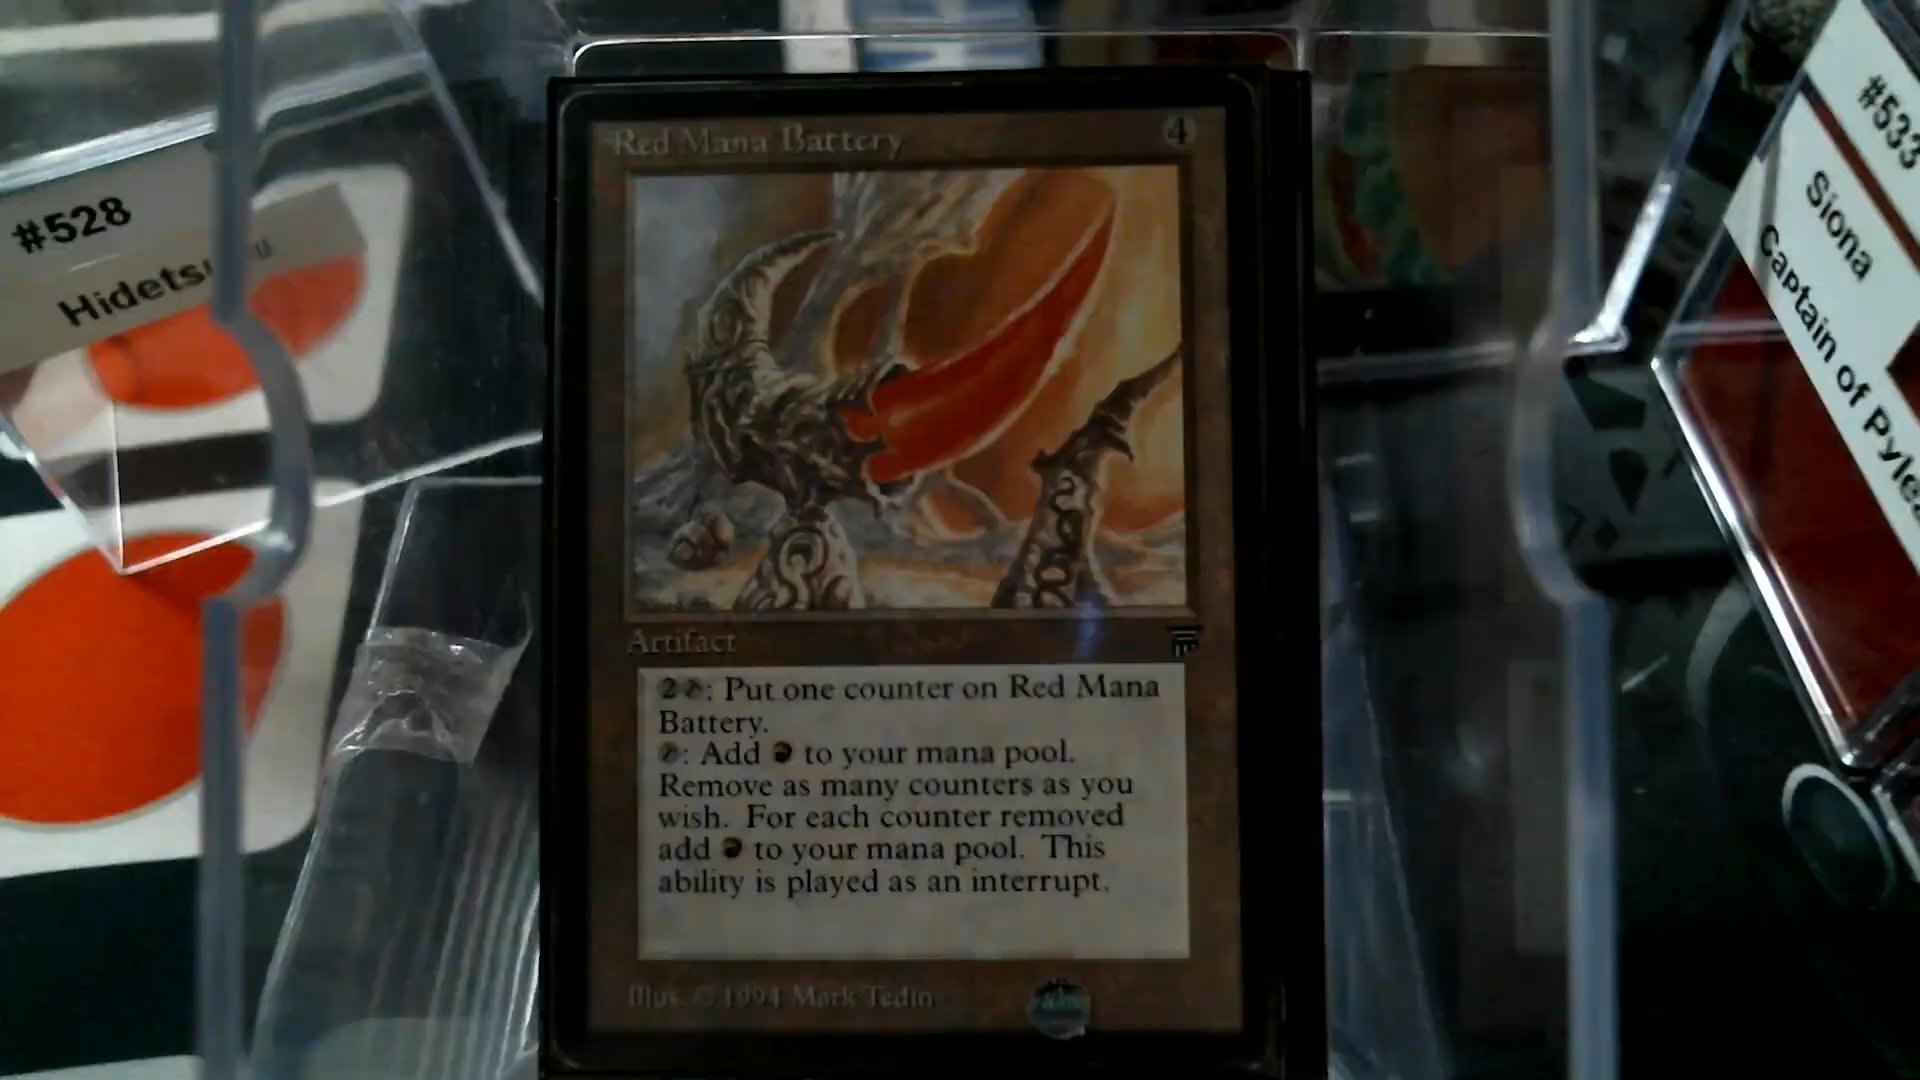 Red Mana Battery
4
Artifact
2 : Put one counter on Red Mana
Battery.
: Add to your mana pool.
Remove as many counters as you
wish. For each counter removed
add to your mana pool. This
ability is played as an interrupt.
Illus. © 1994 Mark Tedin
#528
#533
Siona
Captain of